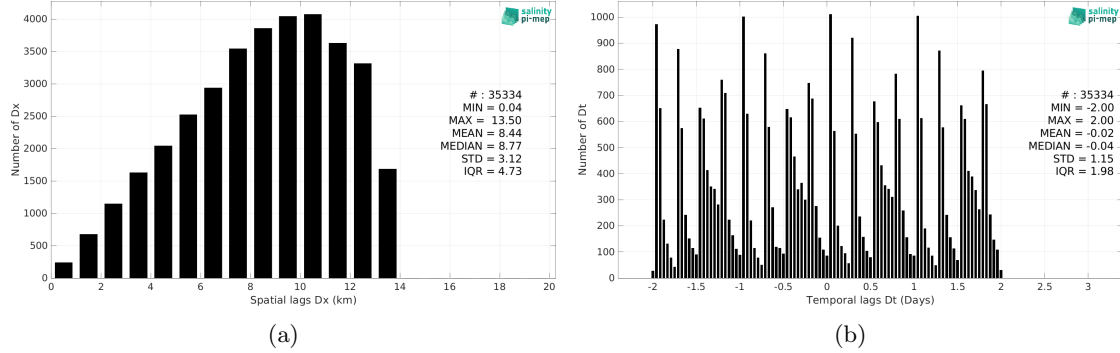 salinity
pi-mep
4000
3500
3000
2500
2000
1500
1000
500
0
Number of Dx
# : 35334
MIN = 0.04
MAX = 13.50
MEAN = 8.44
MEDIAN = 8.77
STD = 3.12
IQR = 4.73
0 2 4 6 8 10 12 14 16 18 20
Spatial lags Dx (km)
(a)
salinity
pi-mep
1000
900
800
700
600
500
400
300
200
100
0
Number of Dt
# : 35334
MIN = -2.00
MAX = 2.00
MEAN = -0.02
MEDIAN = -0.04
STD = 1.15
IQR = 1.98
-2 -1.5 -1 -0.5 0 0.5 1 1.5 2 2.5 3
Temporal lags Dt (Days)
(b)